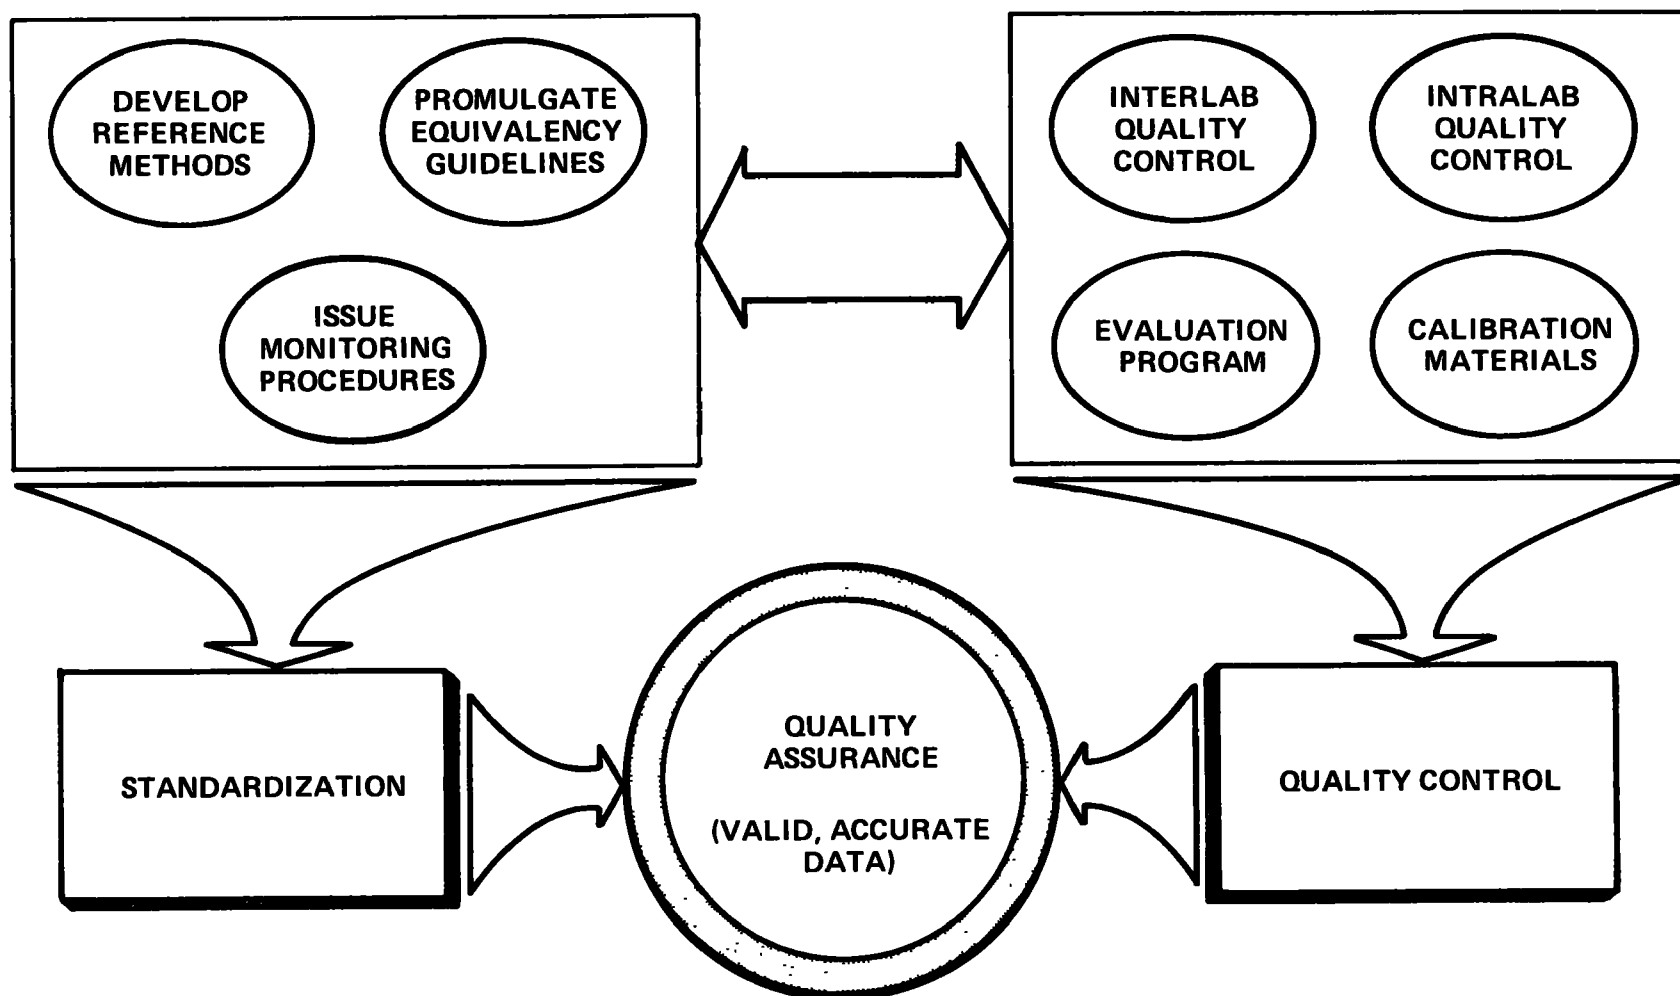 DEVELOP
REFERENCE
METHODS
PROMULGATE
EQUIVALENCY
GUIDELINES
ISSUE
MONITORING
PROCEDURES
INTERLAB
QUALITY
CONTROL
INTRALAB
QUALITY
CONTROL
EVALUATION
PROGRAM
CALIBRATION
MATERIALS
STANDARDIZATION
QUALITY
ASSURANCE
(VALID, ACCURATE
DATA)
QUALITY CONTROL